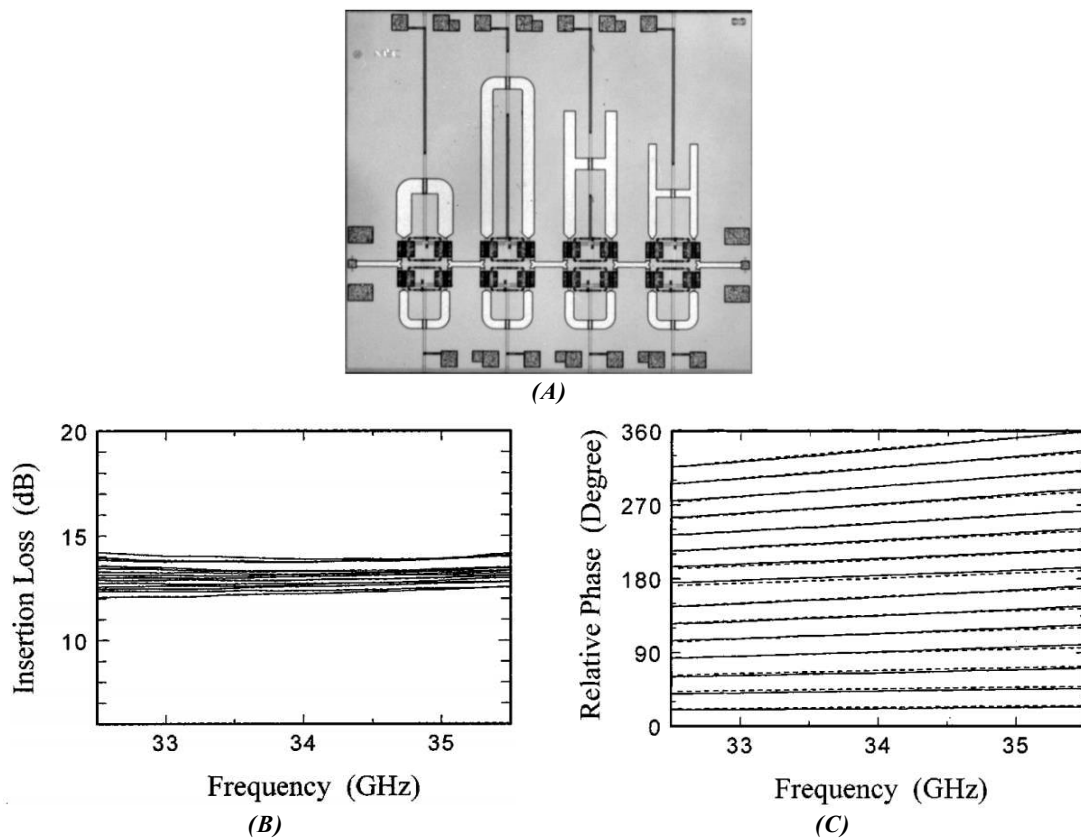 (A)
20
15
10
Insertion Loss (dB)
33
34
35
Frequency (GHz)
(B)
360
270
180
90
0
Relative Phase (Degree)
33
34
35
Frequency (GHz)
(C)